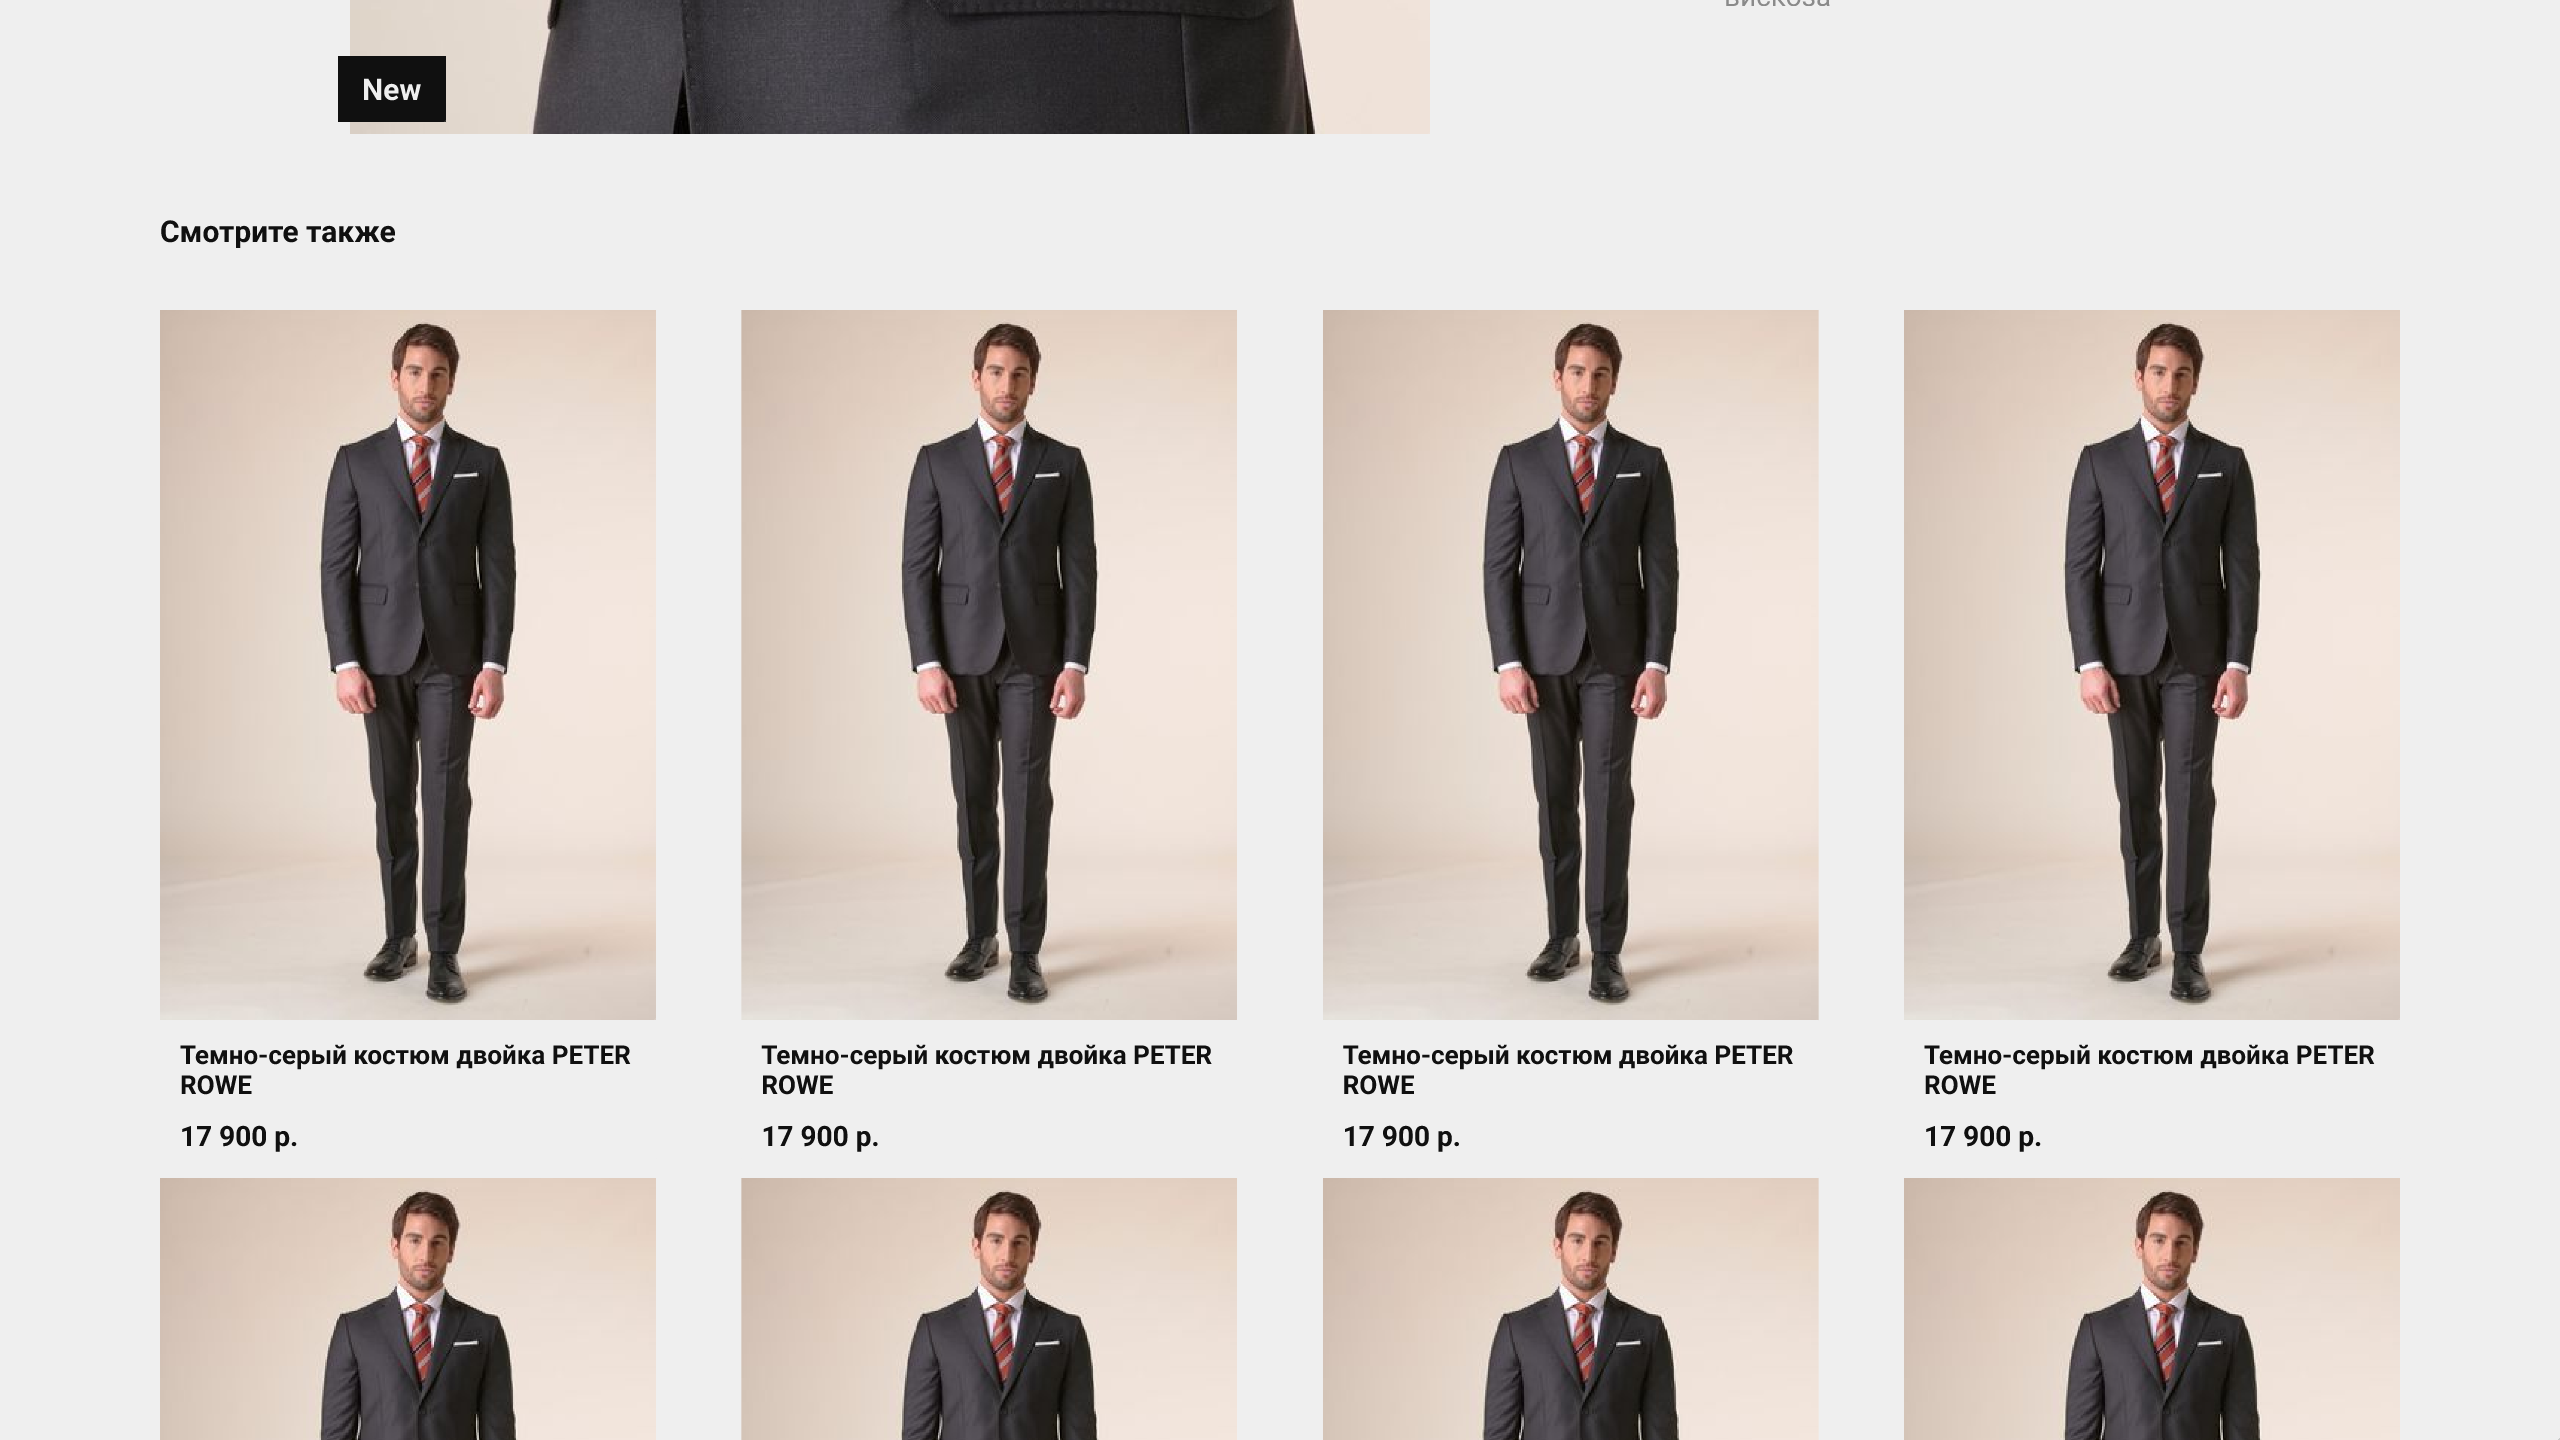 вискоза
New
Смотрите также
Темно-серый костюм двойка PETER
ROWE
17 900 р.
Темно-серый костюм двойка PETER
ROWE
17 900 р.
Темно-серый костюм двойка PETER
ROWE
17 900 р.
Темно-серый костюм двойка PETER
ROWE
17 900 р.